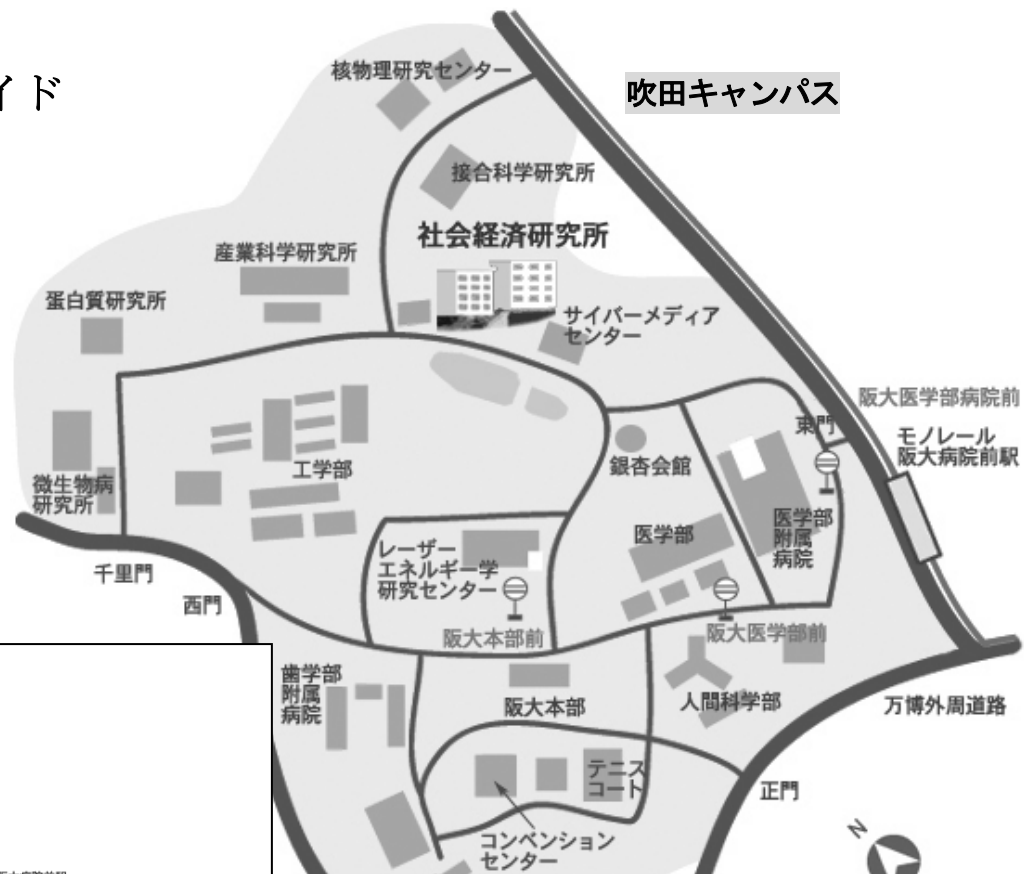 イド
吹田キャンパス
核物理研究センター
接合科学研究所
社会経済研究所
産業科学研究所
蛋白質研究所
サイバーメディア
センター
阪大医学部病院前
東門
モノレール
阪大病院前駅
銀杏会館
工学部
微生物病
研究所
医学部
医学部
附属
病院
レーザー
エネルギー学
研究センター
千里門
西門
阪大本部前
阪大医学部前
歯学部
附属
病院
阪大本部
人間科学部
万博外周道路
テニス
コート
正門
コンベンション
センター
N